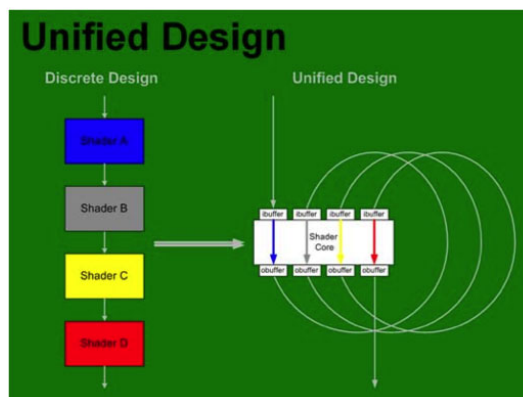 Unified Design
Discrete Design
Unified Design
Shader A
Shader B
Shader C
Shader D
ibuffer ibuffer ibuffer ibuffer
Shader
Core
obuffer obuffer obuffer obuffer